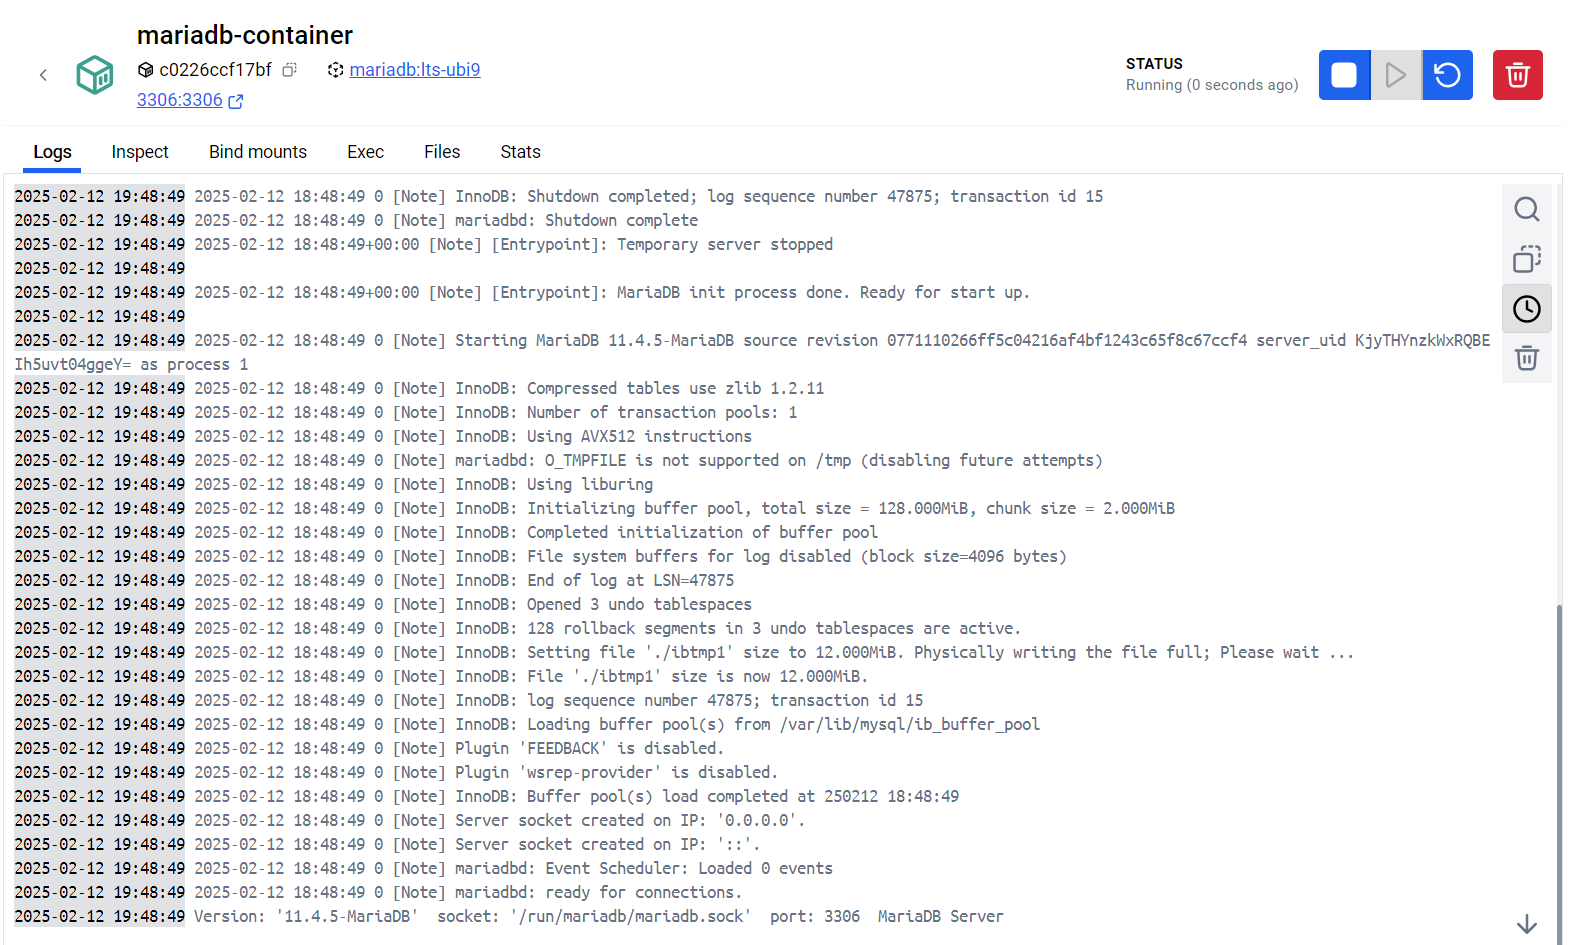 mariadb-container
c0226ccf17bf mariadb:lts-ubi9
3306:3306
STATUS
Running (0 seconds ago)
Logs Inspect Bind mounts Exec Files Stats
2025-02-12 19:48:49 2025-02-12 18:48:49 0 [Note] InnoDB: Shutdown completed; log sequence number 47875; transaction id 15
2025-02-12 19:48:49 2025-02-12 18:48:49 0 [Note] mariadbd: Shutdown complete
2025-02-12 19:48:49 2025-02-12 18:48:49+00:00 [Note] [Entrypoint]: Temporary server stopped
2025-02-12 19:48:49
2025-02-12 19:48:49 2025-02-12 18:48:49+00:00 [Note] [Entrypoint]: MariaDB init process done. Ready for start up.
2025-02-12 19:48:49
2025-02-12 19:48:49 2025-02-12 18:48:49 0 [Note] Starting MariaDB 11.4.5-MariaDB source revision 0771110266ff5c04216af4bf1243c65f8c67ccf4 server_uid KjyTHYnzkWxRQBE
Ih5uvt04ggeY= as process 1
2025-02-12 19:48:49 2025-02-12 18:48:49 0 [Note] InnoDB: Compressed tables use zlib 1.2.11
2025-02-12 19:48:49 2025-02-12 18:48:49 0 [Note] InnoDB: Number of transaction pools: 1
2025-02-12 19:48:49 2025-02-12 18:48:49 0 [Note] InnoDB: Using AVX512 instructions
2025-02-12 19:48:49 2025-02-12 18:48:49 0 [Note] mariadbd: O_TMPFILE is not supported on /tmp (disabling future attempts)
2025-02-12 19:48:49 2025-02-12 18:48:49 0 [Note] InnoDB: Using liburing
2025-02-12 19:48:49 2025-02-12 18:48:49 0 [Note] InnoDB: Initializing buffer pool, total size = 128.000MiB, chunk size = 2.000MiB
2025-02-12 19:48:49 2025-02-12 18:48:49 0 [Note] InnoDB: Completed initialization of buffer pool
2025-02-12 19:48:49 2025-02-12 18:48:49 0 [Note] InnoDB: File system buffers for log disabled (block size=4096 bytes)
2025-02-12 19:48:49 2025-02-12 18:48:49 0 [Note] InnoDB: End of log at LSN=47875
2025-02-12 19:48:49 2025-02-12 18:48:49 0 [Note] InnoDB: Opened 3 undo tablespaces
2025-02-12 19:48:49 2025-02-12 18:48:49 0 [Note] InnoDB: 128 rollback segments in 3 undo tablespaces are active.
2025-02-12 19:48:49 2025-02-12 18:48:49 0 [Note] InnoDB: Setting file './ibtmp1' size to 12.000MiB. Physically writing the file full; Please wait ...
2025-02-12 19:48:49 2025-02-12 18:48:49 0 [Note] InnoDB: File './ibtmp1' size is now 12.000MiB.
2025-02-12 19:48:49 2025-02-12 18:48:49 0 [Note] InnoDB: log sequence number 47875; transaction id 15
2025-02-12 19:48:49 2025-02-12 18:48:49 0 [Note] InnoDB: Loading buffer pool(s) from /var/lib/mysql/ib_buffer_pool
2025-02-12 19:48:49 2025-02-12 18:48:49 0 [Note] Plugin 'FEEDBACK' is disabled.
2025-02-12 19:48:49 2025-02-12 18:48:49 0 [Note] Plugin 'wsrep-provider' is disabled.
2025-02-12 19:48:49 2025-02-12 18:48:49 0 [Note] InnoDB: Buffer pool(s) load completed at 250212 18:48:49
2025-02-12 19:48:49 2025-02-12 18:48:49 0 [Note] Server socket created on IP: '0.0.0.0'.
2025-02-12 19:48:49 2025-02-12 18:48:49 0 [Note] Server socket created on IP: '::'.
2025-02-12 19:48:49 2025-02-12 18:48:49 0 [Note] mariadbd: Event Scheduler: Loaded 0 events
2025-02-12 19:48:49 2025-02-12 18:48:49 0 [Note] mariadbd: ready for connections.
2025-02-12 19:48:49 Version: '11.4.5-MariaDB'  socket: '/run/mariadb/mariadb.sock'  port: 3306  MariaDB Server